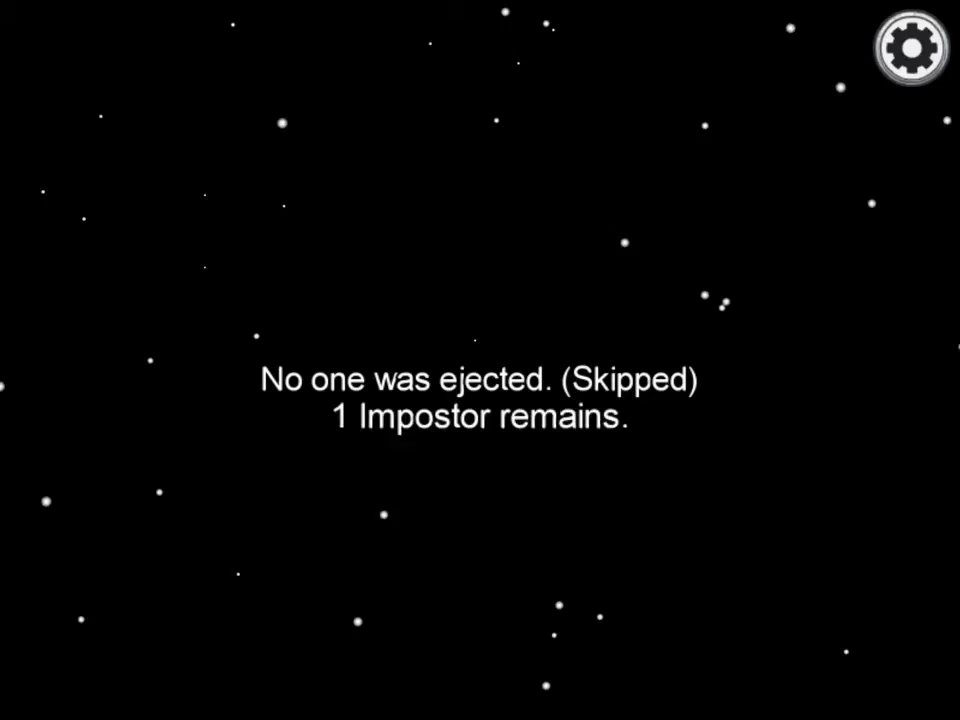 No one was ejected. (Skipped)
1 Impostor remains.